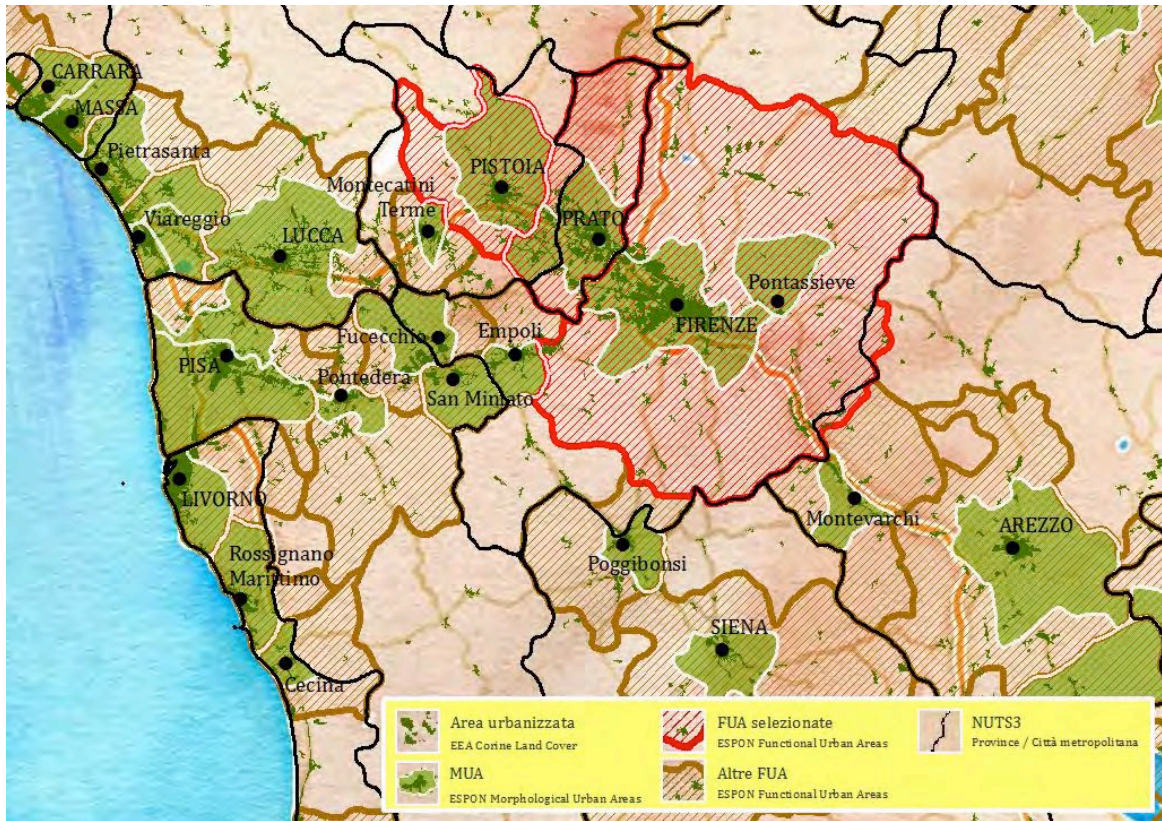 CARRARA
MASSA
Pietrasanta
PISTOIA
Montecatini
Terme
Viareggio
LUCCA
PRATO
Pontassieve
FIRENZE
Fucecchio
Empoli
PISA
Pontedera
San Miniato
LIVORNO
Montevarchi
AREZZO
Rossignano
Marittimo
Poggibonsi
SIENA
Cecina
Area urbanizzata
EEA Corine Land Cover
MUA
ESPON Morphological Urban Areas
FUA selezionate
ESPON Functional Urban Areas
Altre FUA
ESPON Functional Urban Areas
NUTS3
Province / Città metropolitana